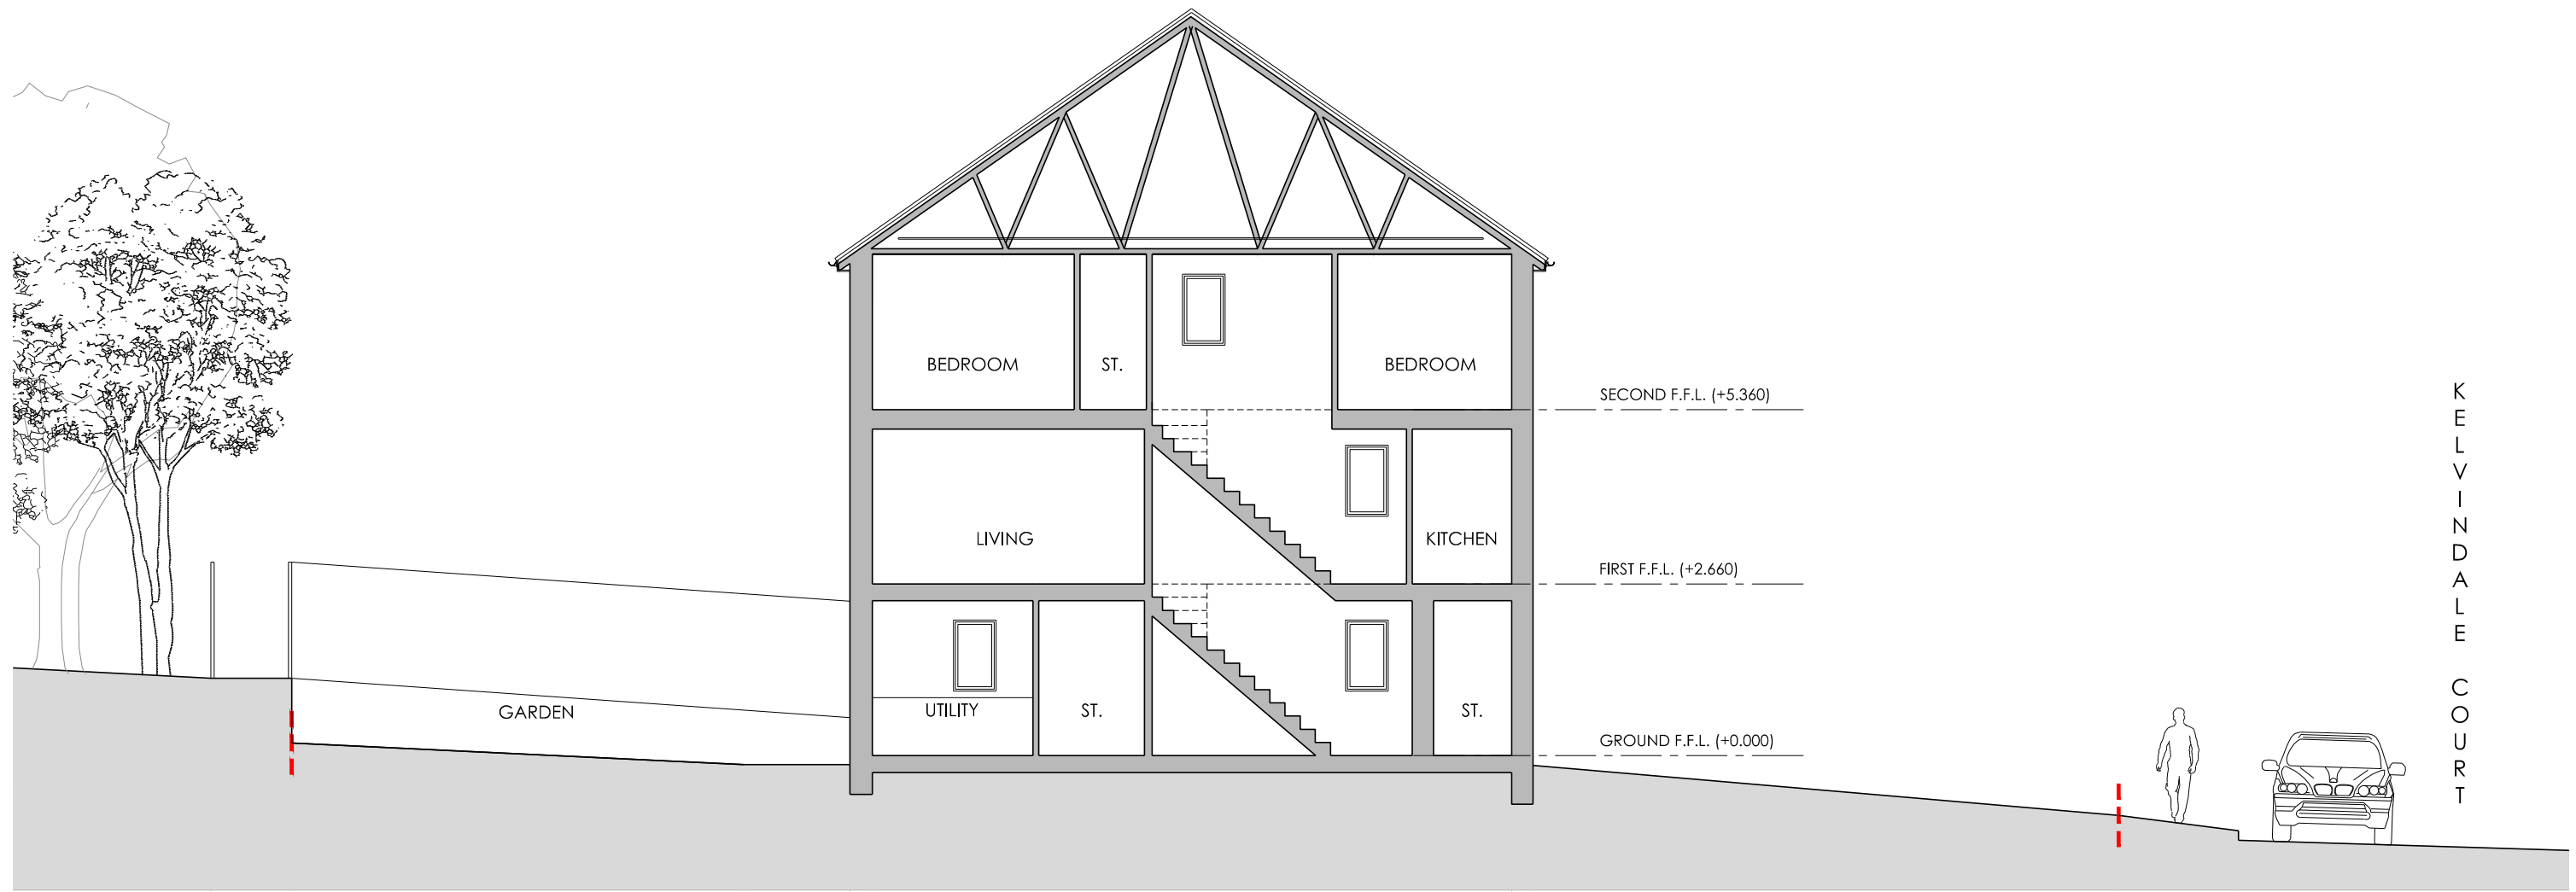 BEDROOM
ST.
BEDROOM
SECOND F.F.L. (+5.360)
LIVING
KITCHEN
FIRST F.F.L. (+2.660)
GARDEN
UTILITY
ST.
ST.
GROUND F.F.L. (+0.000)
KELVINDALE COURT